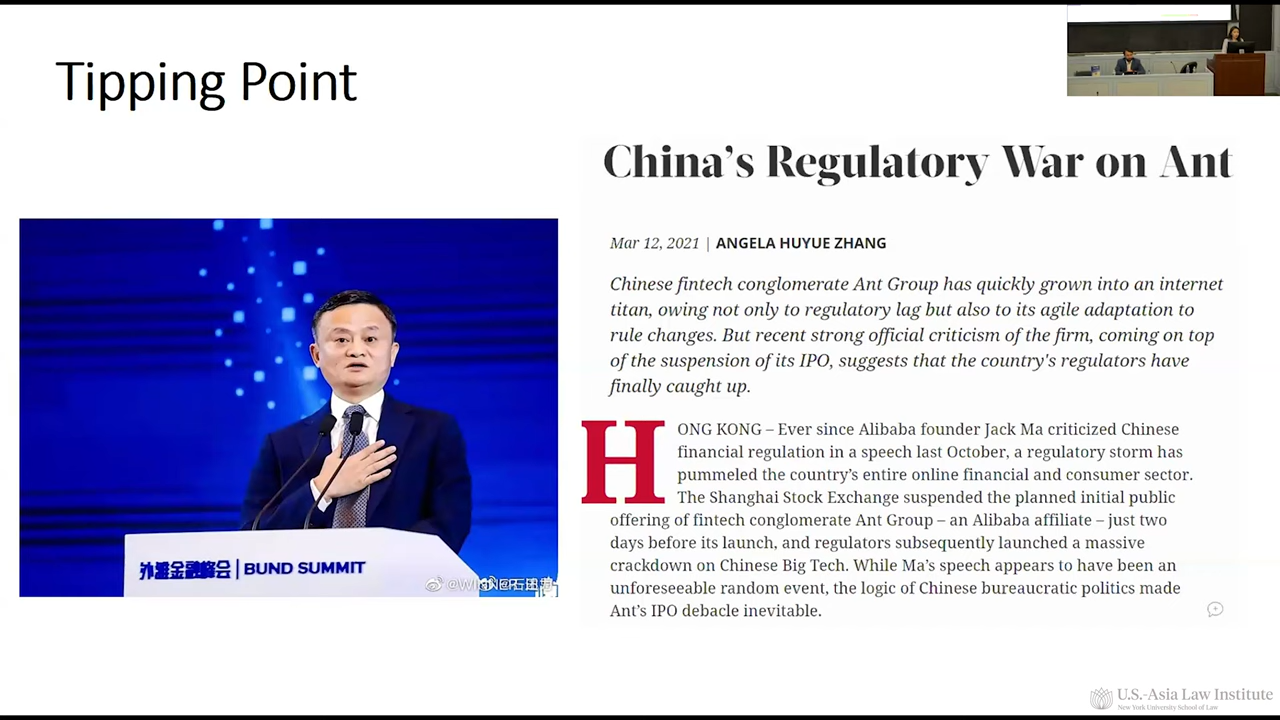 Tipping Point
China's Regulatory War on Ant
Mar 12, 2021 | ANGELA HUYUE ZHANG
Chinese fintech conglomerate Ant Group has quickly grown into an internet
titan, owing not only to regulatory lag but also to its agile adaptation to
rule changes. But recent strong official criticism of the firm, coming on top
of the suspension of its IPO, suggests that the country's regulators have
finally caught up.
HONG KONG – Ever since Alibaba founder Jack Ma criticized Chinese
financial regulation in a speech last October, a regulatory storm has
pummeled the country's entire online financial and consumer sector.
The Shanghai Stock Exchange suspended the planned initial public
offering of fintech conglomerate Ant Group – an Alibaba affiliate – just two
days before its launch, and regulators subsequently launched a massive
crackdown on Chinese Big Tech. While Ma's speech appears to have been an
unforeseeable random event, the logic of Chinese bureaucratic politics made
Ant's IPO debacle inevitable.
外滩金融峰会 | BUND SUMMIT
U.S.-Asia Law Institute
New York University School of Law